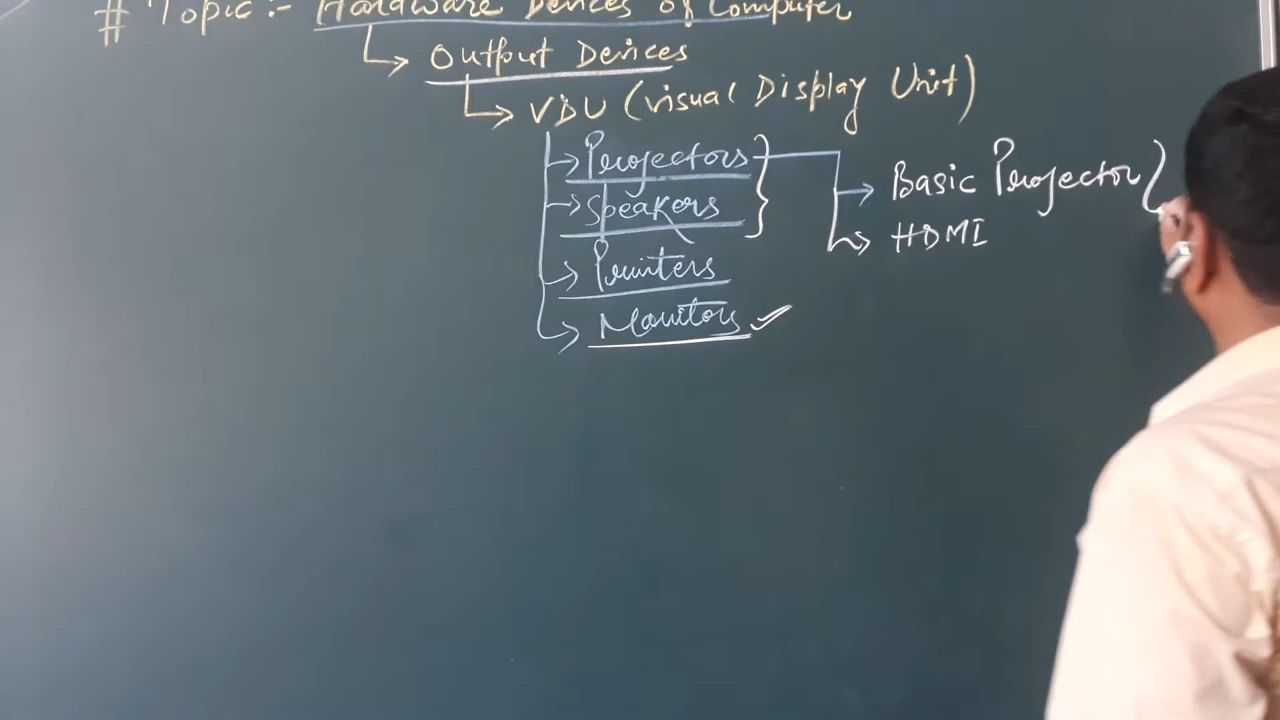 # Topic :- Hardware Devices of Computer
Output Devices
VDU (Visual Display Unit)
Projectors
Speakers
Printers
Monitors
Basic Projector
HDMI